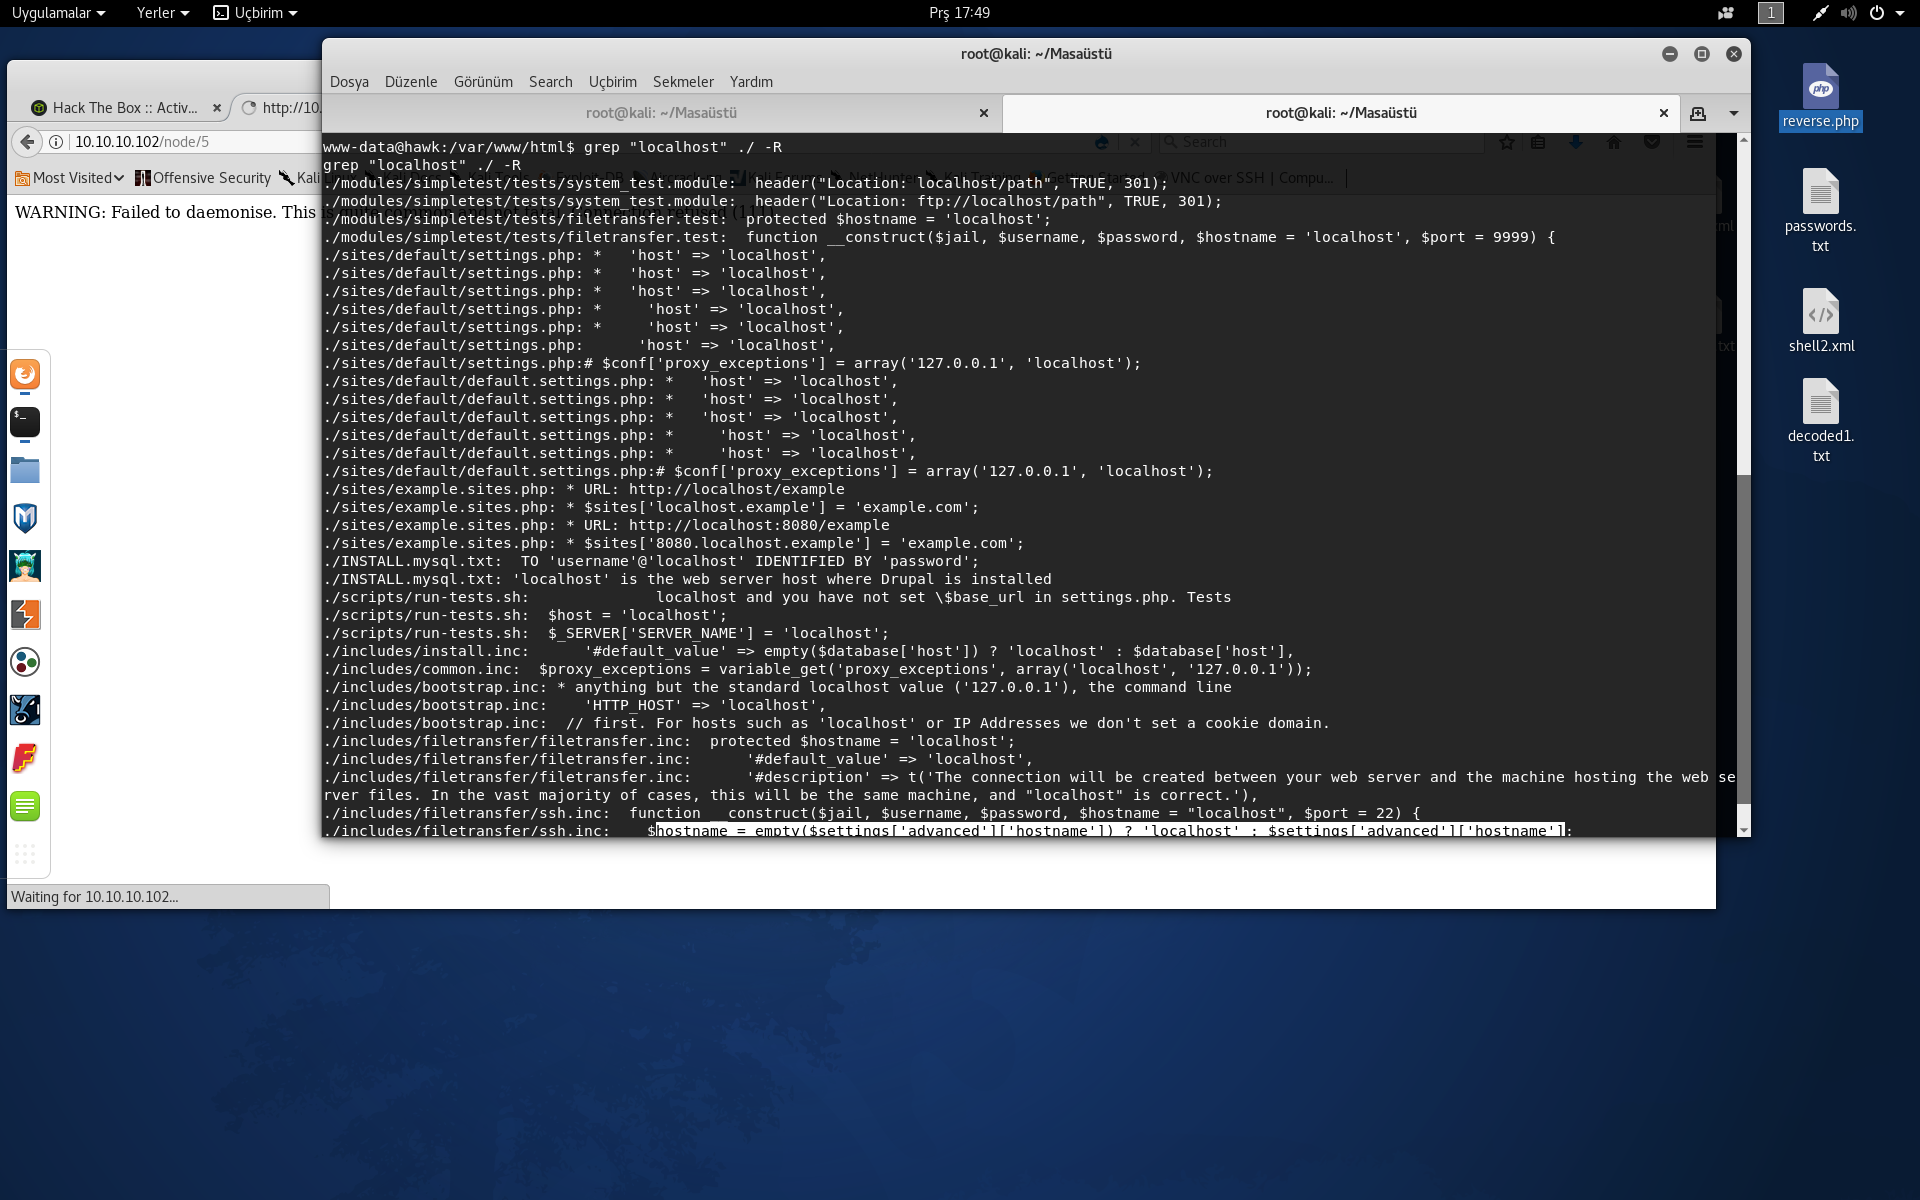 Uygulamalar Yerler Uçbirim Prş 17:49 1
root@kali: ~/Masaüstü
Dosya Düzenle Görünüm Search Uçbirim Sekmeler Yardım
Hack The Box :: Activ... http://10.
root@kali: ~/Masaüstü root@kali: ~/Masaüstü
10.10.10.102/node/5 Search
Most Visited Offensive Security Kali
WARNING: Failed to daemonise. This is quite common and not fatal. Connection refused (111)
www-data@hawk:/var/www/html$ grep "localhost" ./ -R
grep "localhost" ./ -R
./modules/simpletest/tests/system_test.module:  header("Location: localhost/path", TRUE, 301);
./modules/simpletest/tests/system_test.module:  header("Location: ftp://localhost/path", TRUE, 301);
./modules/simpletest/tests/filetransfer.test:  protected $hostname = 'localhost';
./modules/simpletest/tests/filetransfer.test:  function __construct($jail, $username, $password, $hostname = 'localhost', $port = 9999) {
./sites/default/settings.php: *   'host' => 'localhost',
./sites/default/settings.php: *   'host' => 'localhost',
./sites/default/settings.php: *   'host' => 'localhost',
./sites/default/settings.php: *     'host' => 'localhost',
./sites/default/settings.php: *     'host' => 'localhost',
./sites/default/settings.php:      'host' => 'localhost',
./sites/default/settings.php:# $conf['proxy_exceptions'] = array('127.0.0.1', 'localhost');
./sites/default/default.settings.php: *   'host' => 'localhost',
./sites/default/default.settings.php: *   'host' => 'localhost',
./sites/default/default.settings.php: *   'host' => 'localhost',
./sites/default/default.settings.php: *     'host' => 'localhost',
./sites/default/default.settings.php: *     'host' => 'localhost',
./sites/default/default.settings.php:# $conf['proxy_exceptions'] = array('127.0.0.1', 'localhost');
./sites/example.sites.php: * URL: http://localhost/example
./sites/example.sites.php: * $sites['localhost.example'] = 'example.com';
./sites/example.sites.php: * URL: http://localhost:8080/example
./sites/example.sites.php: * $sites['8080.localhost.example'] = 'example.com';
./INSTALL.mysql.txt:  TO 'username'@'localhost' IDENTIFIED BY 'password';
./INSTALL.mysql.txt: 'localhost' is the web server host where Drupal is installed
./scripts/run-tests.sh:              localhost and you have not set \$base_url in settings.php. Tests
./scripts/run-tests.sh:  $host = 'localhost';
./scripts/run-tests.sh:  $_SERVER['SERVER_NAME'] = 'localhost';
./includes/install.inc:      '#default_value' => empty($database['host']) ? 'localhost' : $database['host'],
./includes/common.inc:  $proxy_exceptions = variable_get('proxy_exceptions', array('localhost', '127.0.0.1'));
./includes/bootstrap.inc: * anything but the standard localhost value ('127.0.0.1'), the command line
./includes/bootstrap.inc:    'HTTP_HOST' => 'localhost',
./includes/bootstrap.inc:  // first. For hosts such as 'localhost' or IP Addresses we don't set a cookie domain.
./includes/filetransfer/filetransfer.inc:  protected $hostname = 'localhost';
./includes/filetransfer/filetransfer.inc:      '#default_value' => 'localhost',
./includes/filetransfer/filetransfer.inc:      '#description' => t('The connection will be created between your web server and the machine hosting the web se
rver files. In the vast majority of cases, this will be the same machine, and "localhost" is correct.'),
./includes/filetransfer/ssh.inc:  function __construct($jail, $username, $password, $hostname = "localhost", $port = 22) {
./includes/filetransfer/ssh.inc:    $hostname = empty($settings['advanced']['hostname']) ? 'localhost' : $settings['advanced']['hostname'];
Waiting for 10.10.10.102...
reverse.php
passwords.
txt
shell2.xml
decoded1.
txt